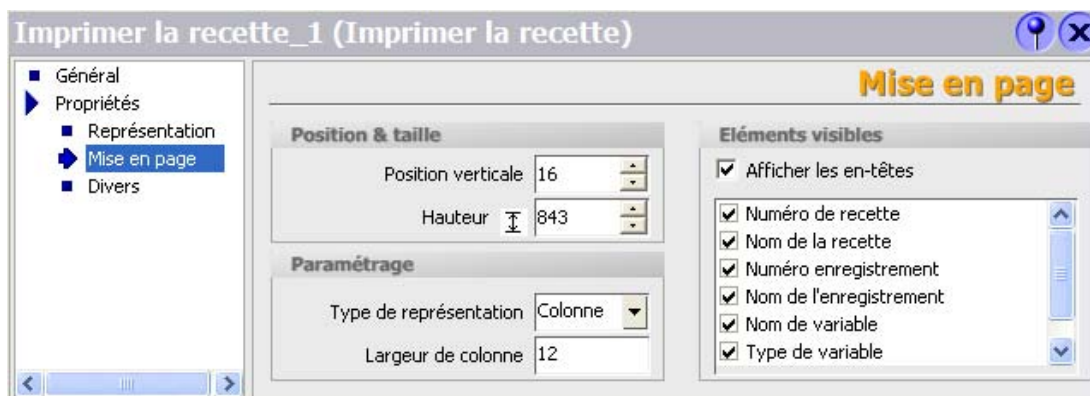 Imprimer la recette_1 (Imprimer la recette)
Général
Propriétés
Représentation
Mise en page
Divers
Mise en page
Position & taille
Position verticale 16
Hauteur 843
Paramétrage
Type de représentation Colonne
Largeur de colonne 12
Eléments visibles
Afficher les en-têtes
Numéro de recette
Nom de la recette
Numéro enregistrement
Nom de l'enregistrement
Nom de variable
Type de variable